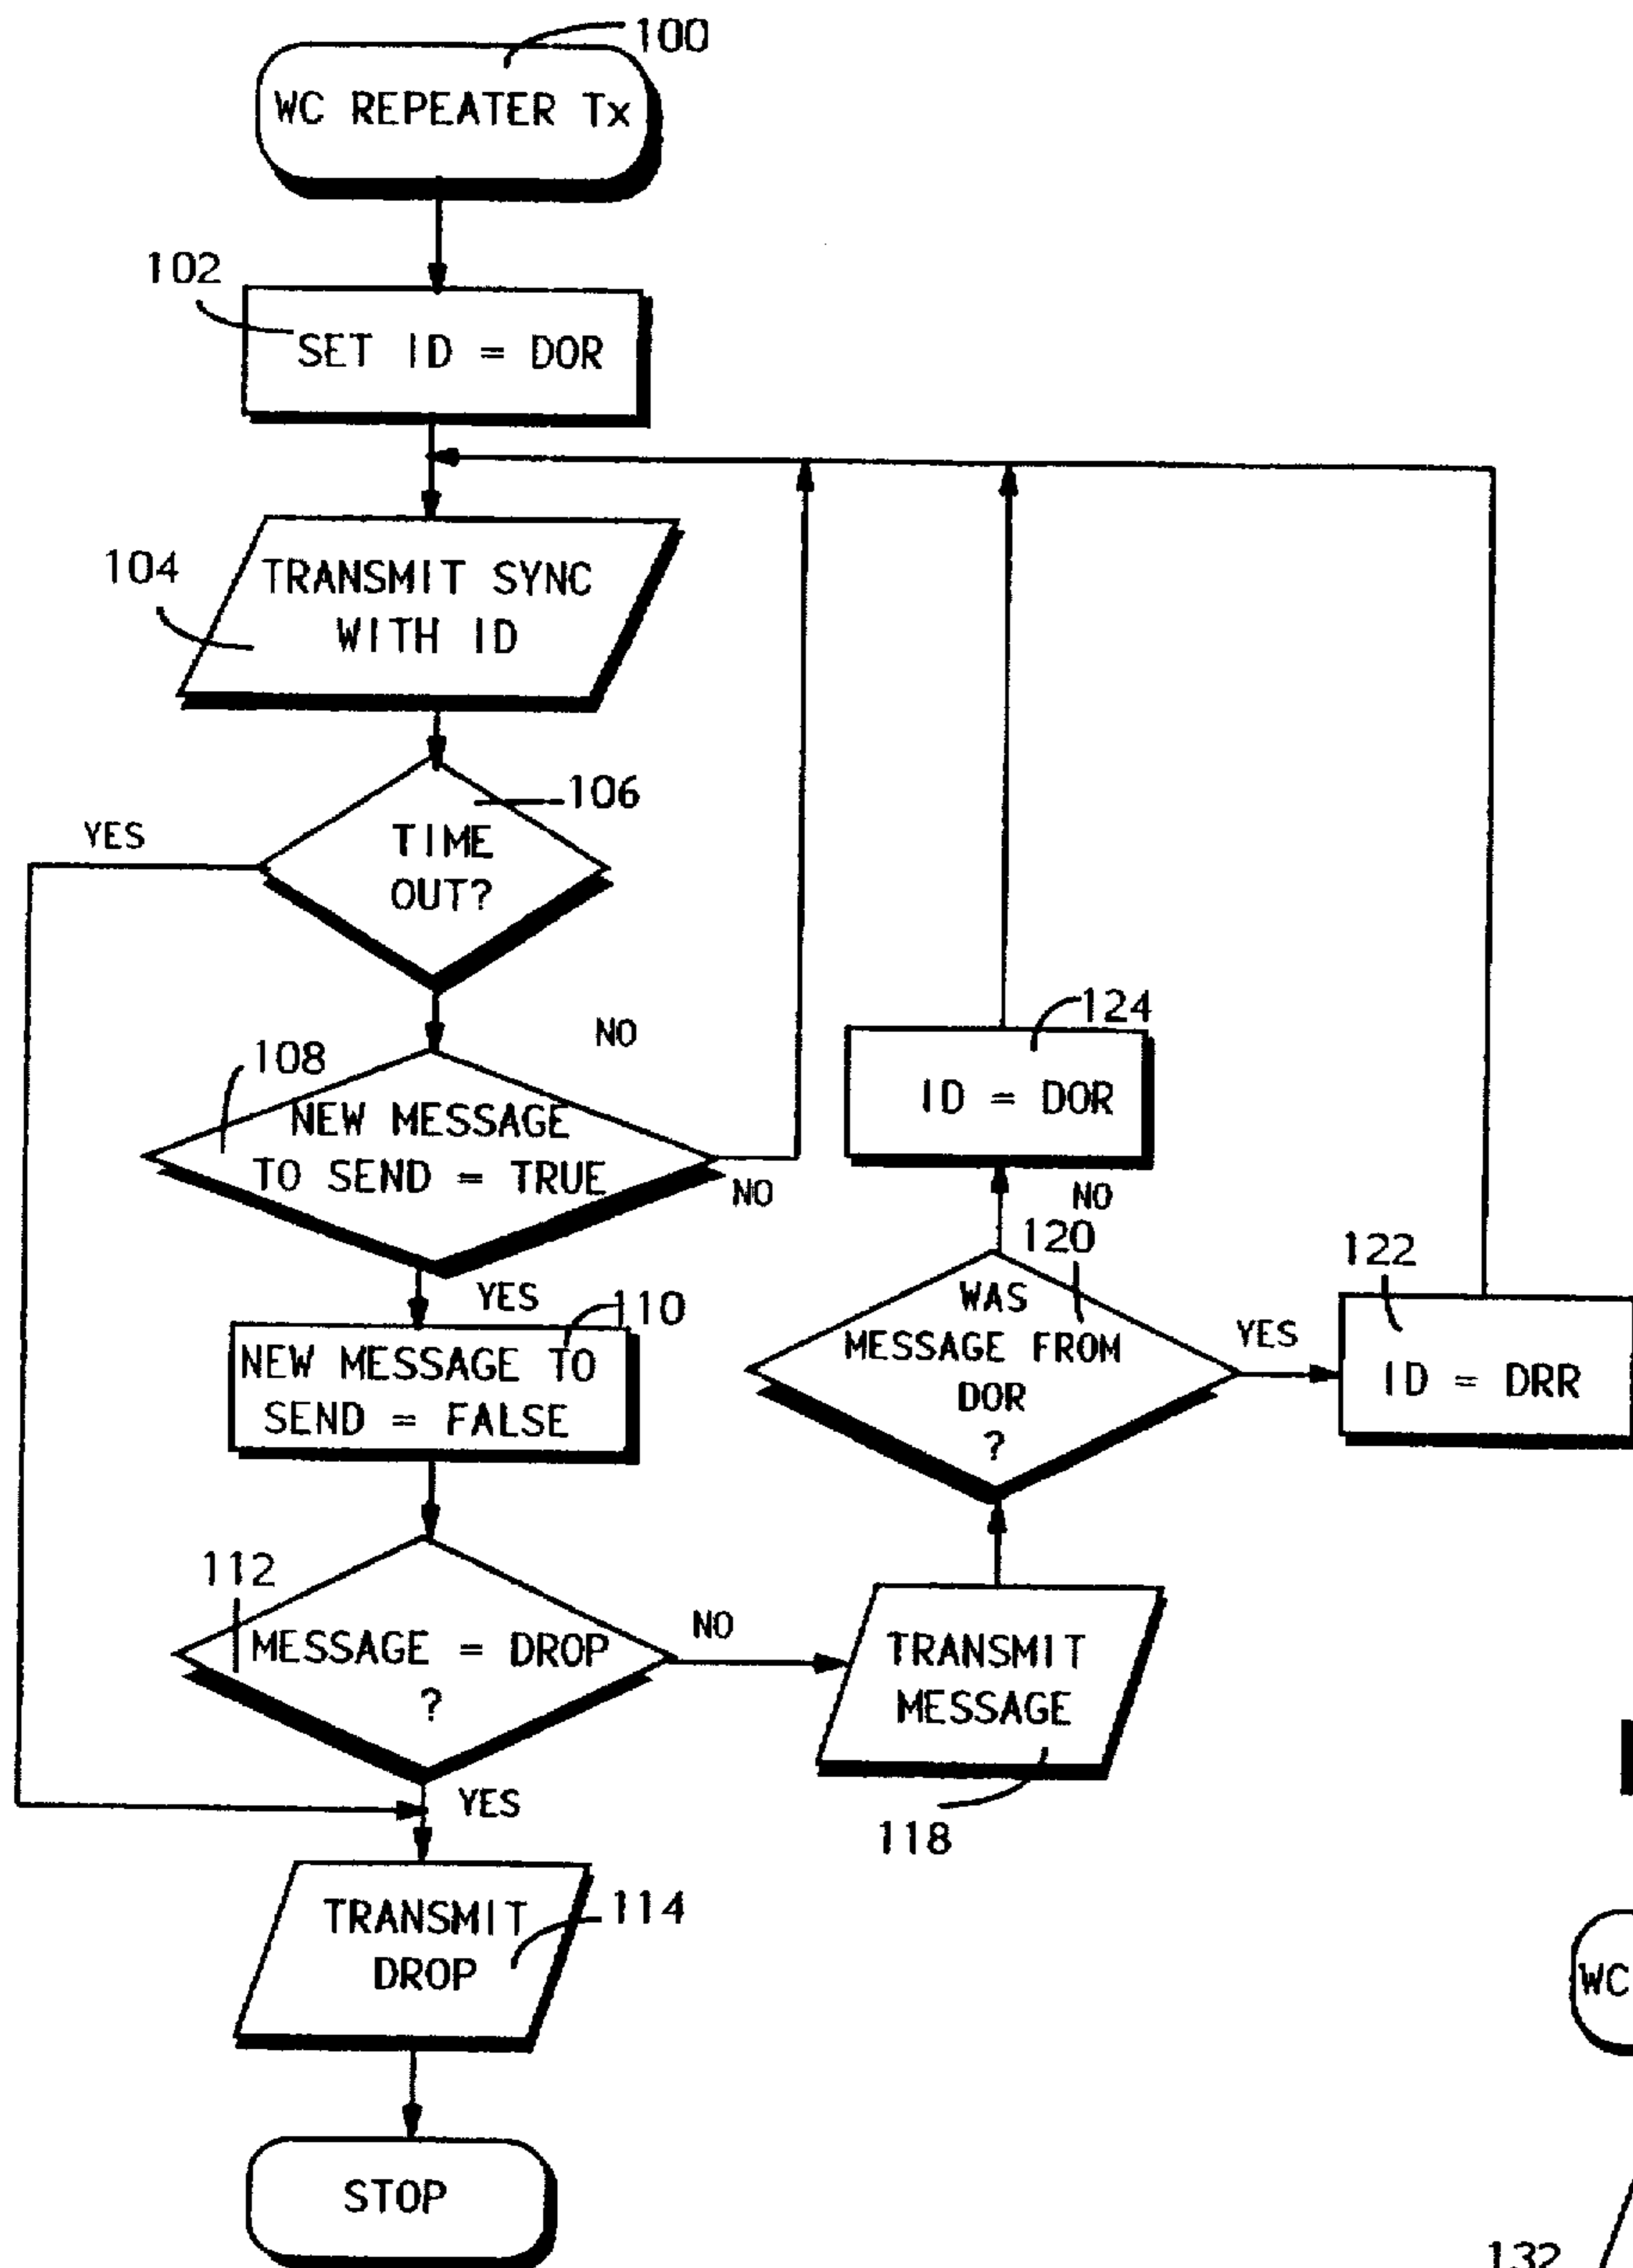 100
WC REPEATER Tx
102
SET ID = DOR
104
TRANSMIT SYNC
WITH ID
106
YES
TIME
OUT?
NO
108
NEW MESSAGE
TO SEND = TRUE
NO
YES
110
NEW MESSAGE TO
SEND = FALSE
112
MESSAGE = DROP
?
NO
YES
TRANSMIT
MESSAGE
118
120
WAS
MESSAGE FROM
DOR
?
NO
124
ID = DOR
YES
122
ID = DRR
TRANSMIT
DROP
114
STOP
WC
132